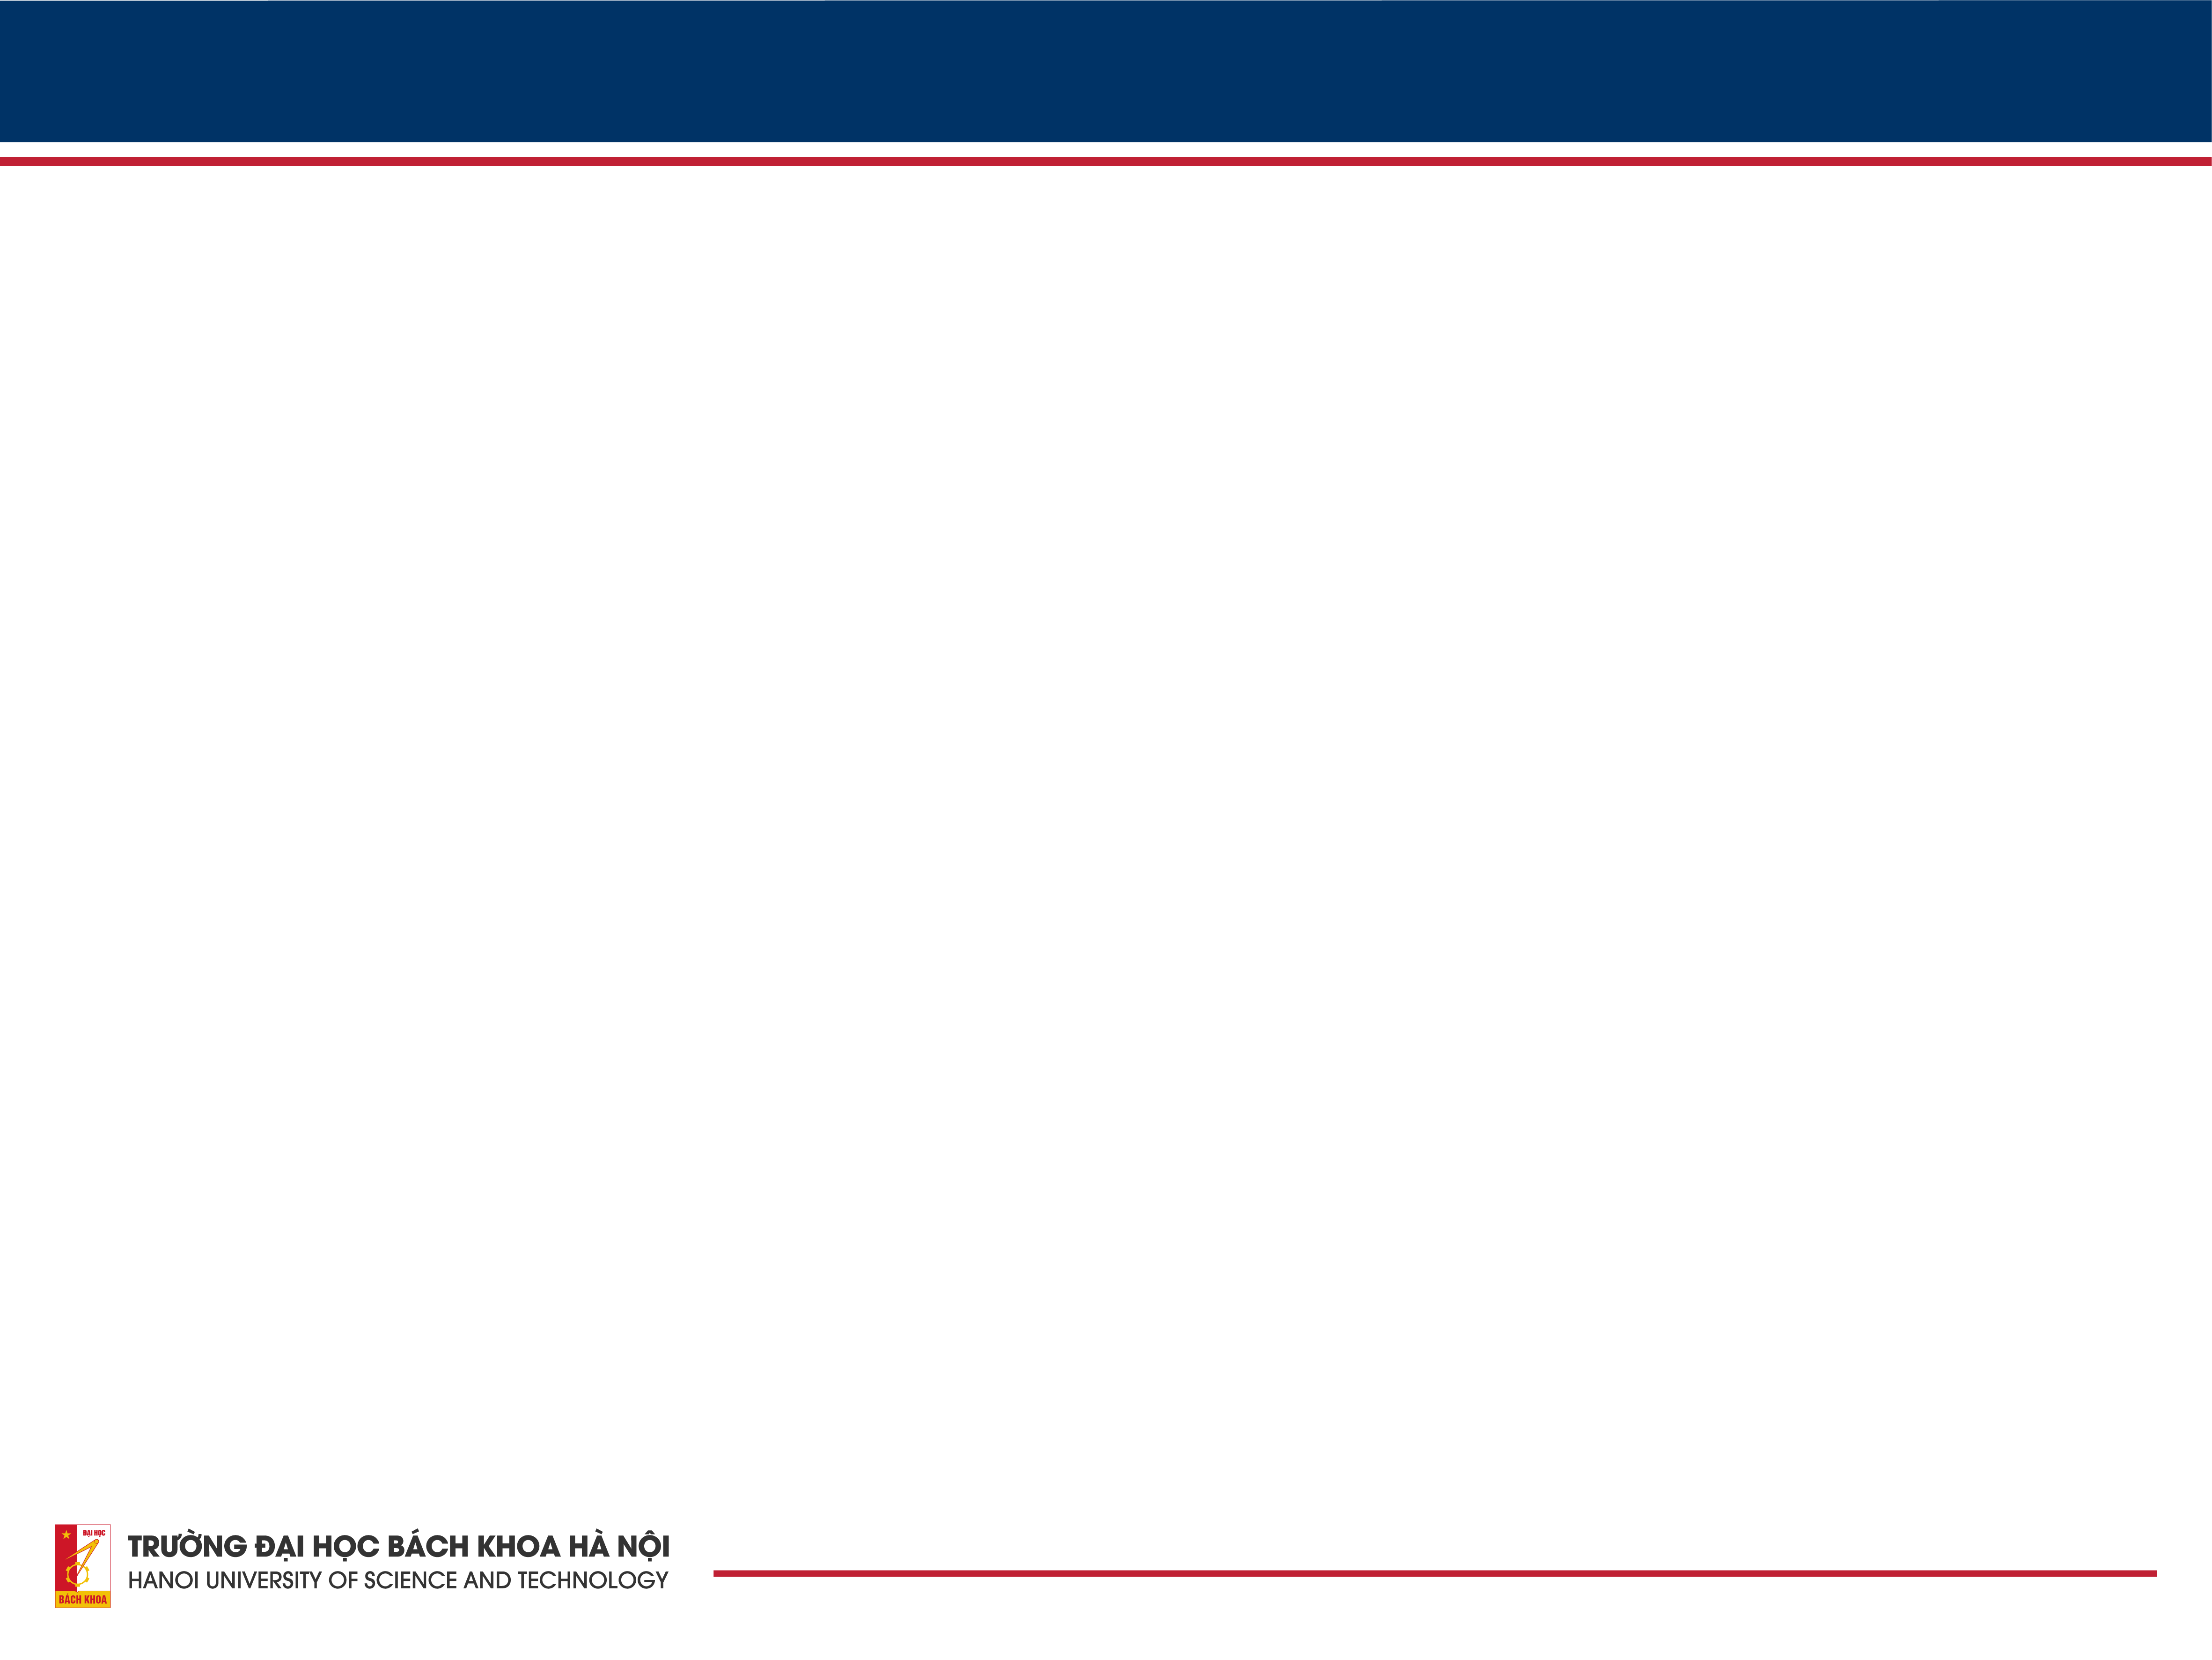 ĐẠI HỌC
BÁCH KHOA
TRƯỜNG ĐẠI HỌC BÁCH KHOA HÀ NỘI
HANOI UNIVERSITY OF SCIENCE AND TECHNOLOGY